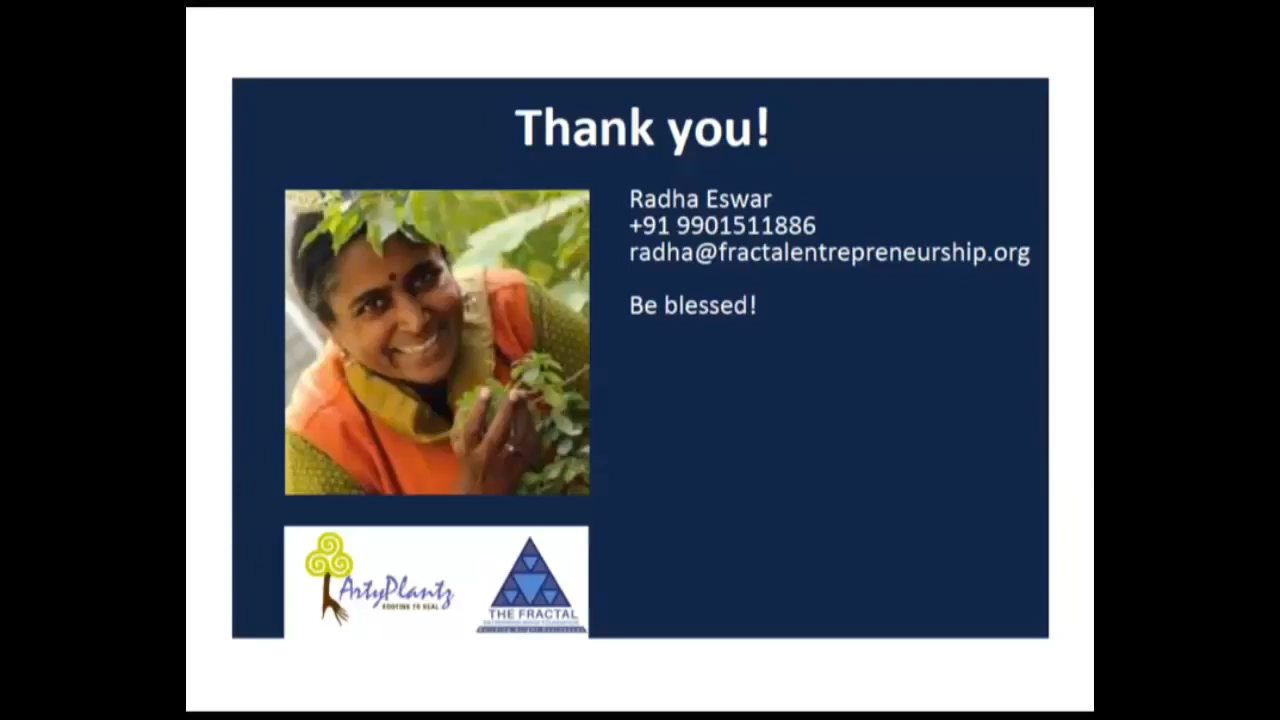 Thank you!
Radha Eswar
+91 9901511886
radha@fractalentrepreneurship.org
Be blessed!
ArtyPlantz
ROOTING TO HEAL
THE FRACTAL